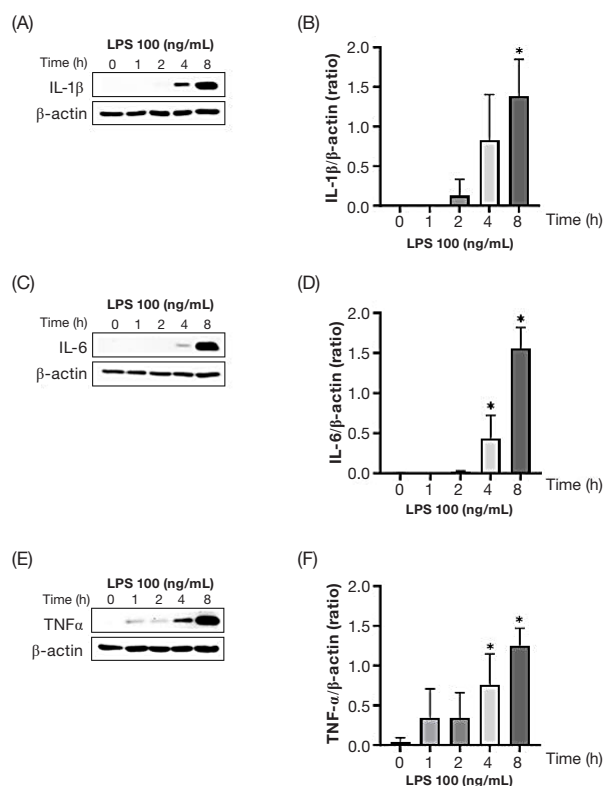 (A)
LPS 100 (ng/mL)
Time (h) 0 1 2 4 8
IL-1β
β-actin
(B)
IL-1β/β-actin (ratio)
2.0
1.5
1.0
0.5
0.0
*
0 1 2 4 8 Time (h)
LPS 100 (ng/mL)
(C)
LPS 100 (ng/mL)
Time (h) 0 1 2 4 8
IL-6
β-actin
(D)
IL-6/β-actin (ratio)
2.0
1.5
1.0
0.5
0.0
* *
0 1 2 4 8 Time (h)
LPS 100 (ng/mL)
(E)
LPS 100 (ng/mL)
Time (h) 0 1 2 4 8
TNFα
β-actin
(F)
TNF-α/β-actin (ratio)
2.0
1.5
1.0
0.5
0.0
* *
0 1 2 4 8 Time (h)
LPS 100 (ng/mL)